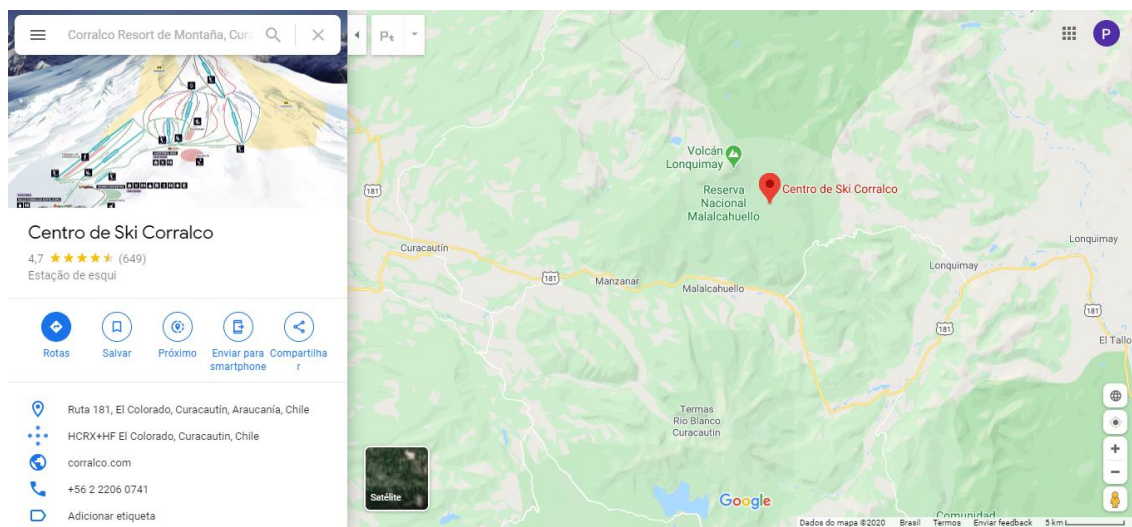 Corralco Resort de Montaña, Cura
Centro de Ski Corralco
4,7 (649)
Estação de esqui
Rotas
Salvar
Próximo
Enviar para
smartphone
Compartilha
r
Ruta 181, El Colorado, Curacautín, Araucanía, Chile
HCRX+HF El Colorado, Curacautin, Chile
corralco.com
+56 2 2206 0741
Adicionar etiqueta
P
Volcán
Lonquimay
Centro de Ski Corralco
Reserva
Nacional
Malalcahuello
181
Curacautín
Lonquimay
Lonquimay
181
Manzanar
Malalcahuello
181
181
El Tallo
Termas
Rio Blanco
Curacautin
Satélite
Google
Comunidad
Dados do mapa ©2020 Brasil Termos Enviar feedback 5 km